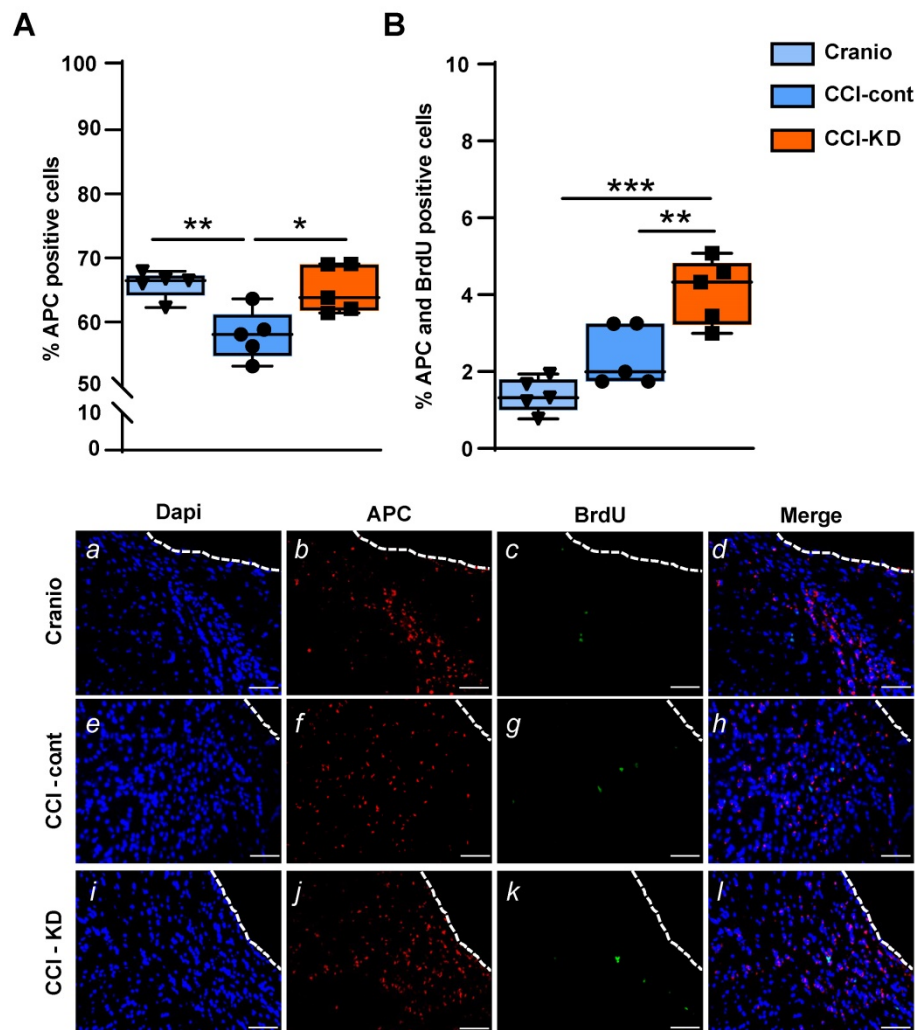 A
% APC positive cells
100
90
80
70
60
50
10
0
**
*
B
% APC and BrdU positive cells
10
8
6
4
2
0
***
**
Cranio
CCI-cont
CCI-KD
Dapi
APC
BrdU
Merge
Cranio
a
b
c
d
CCI -cont
e
f
g
h
CCI - KD
i
j
k
l